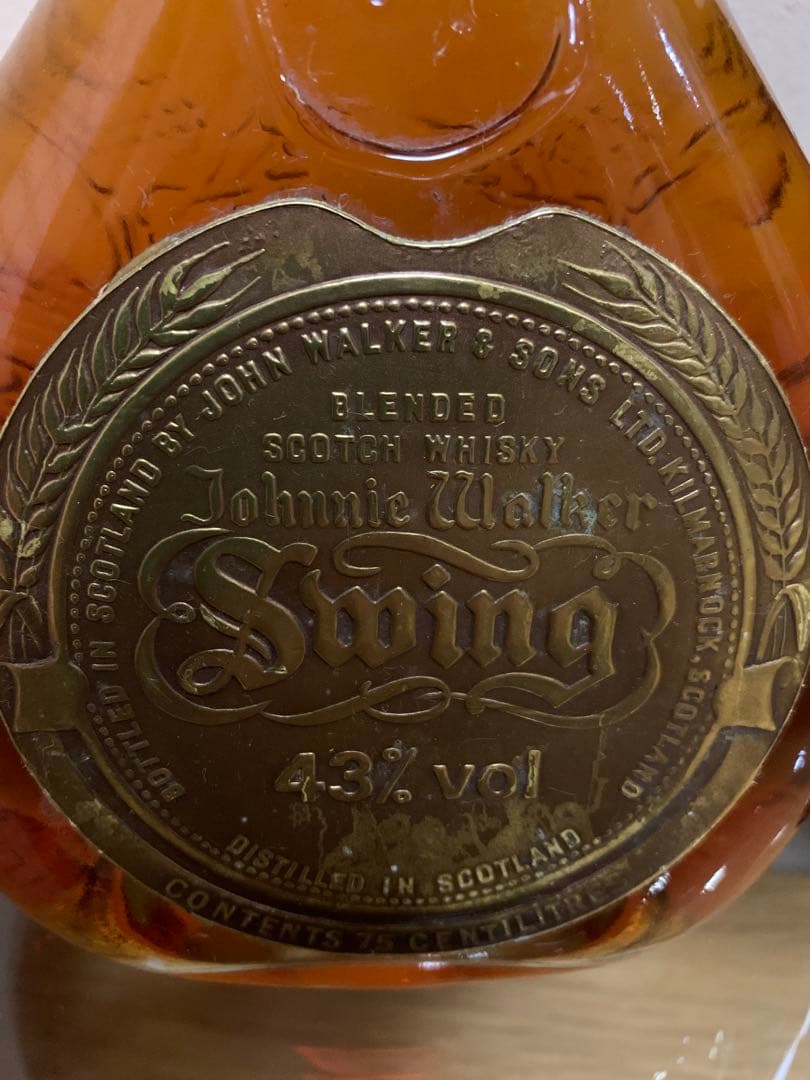 BOTTLED IN SCOTLAND BY JOHN WALKER & SONS LTD. KILMARNOCK, SCOTLAND
BLENDED
SCOTCH WHISKY
Johnnie Walker
Swing
43% vol
DISTILLED IN SCOTLAND
CONTENTS 75 CENTILITRES